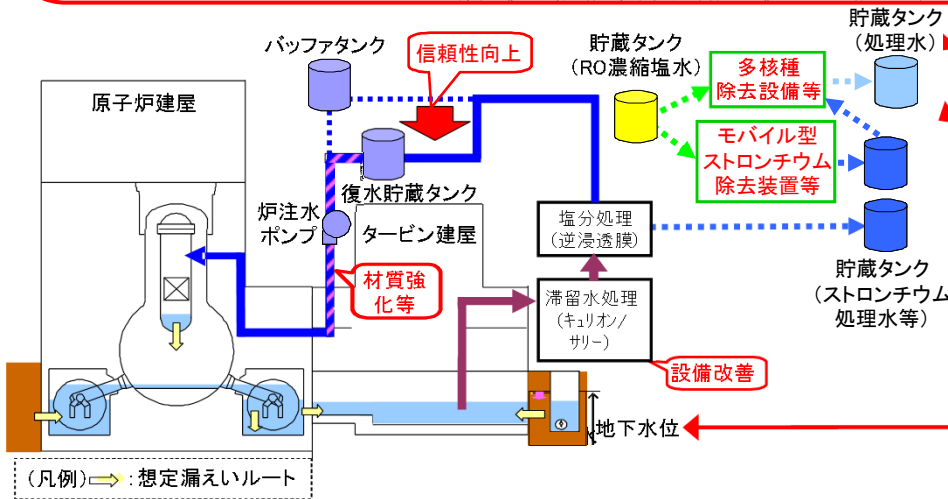 バッファタンク
信頼性向上
貯蔵タンク
(RO濃縮塩水)
貯蔵タンク
(処理水)
多核種
除去設備等
原子炉建屋
モバイル型
ストロンチウム
除去装置等
復水貯蔵タンク
炉注水
ポンプ
タービン建屋
塩分処理
(逆浸透膜)
材質強
化等
滞留水処理
(キュリオン/
サリー)
貯蔵タンク
(ストロンチウム
処理水等)
設備改善
地下水位
(凡例) :想定漏えいルート